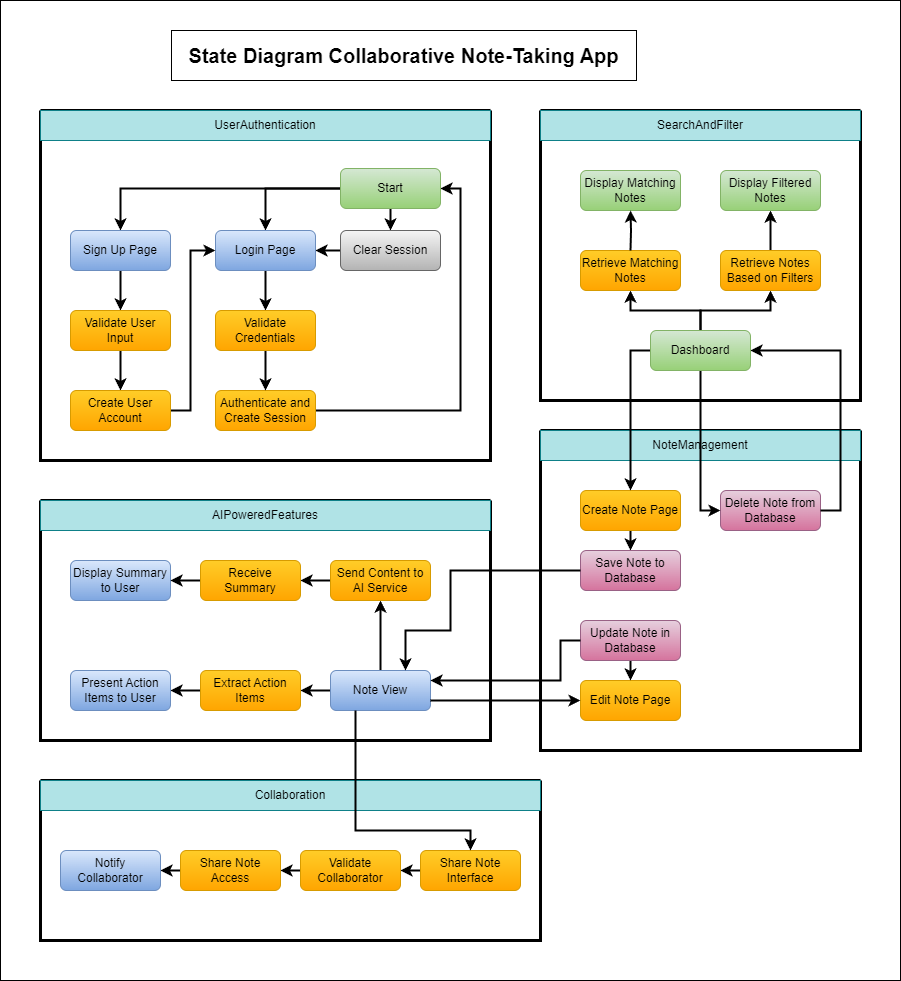 State Diagram Collaborative Note-Taking App
UserAuthentication
Start
Sign Up Page
Login Page
Clear Session
Validate User
Input
Validate
Credentials
Create User
Account
Authenticate and
Create Session
SearchAndFilter
Display Matching
Notes
Display Filtered
Notes
Retrieve Matching
Notes
Retrieve Notes
Based on Filters
Dashboard
NoteManagement
Create Note Page
Delete Note from
Database
Save Note to
Database
Update Note in
Database
Edit Note Page
AIPoweredFeatures
Display Summary
to User
Receive
Summary
Send Content to
AI Service
Present Action
Items to User
Extract Action
Items
Note View
Collaboration
Notify
Collaborator
Share Note
Access
Validate
Collaborator
Share Note
Interface